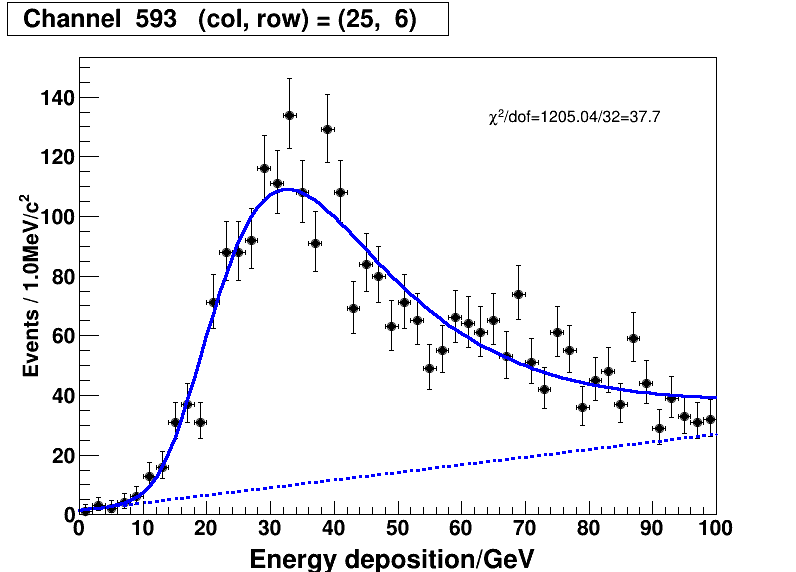 Channel 593 (col, row) = (25, 6)
χ²/dof=1205.04/32=37.7
Events / 1.0MeV/c²
140
120
100
80
60
40
20
0
0 10 20 30 40 50 60 70 80 90 100
Energy deposition/GeV